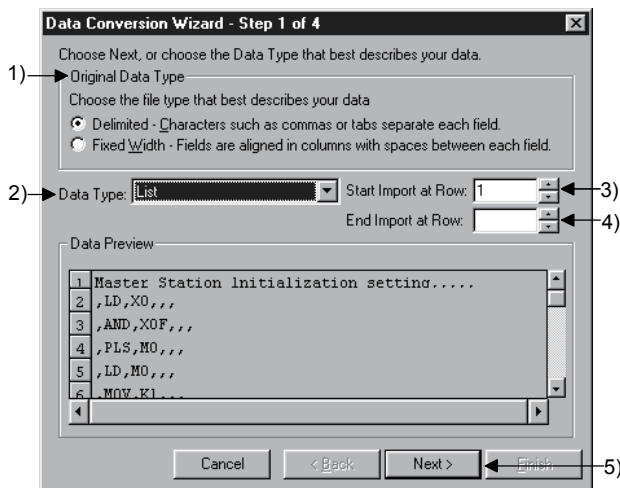 Data Conversion Wizard - Step 1 of 4
Choose Next, or choose the Data Type that best describes your data.
1) Original Data Type
Choose the file type that best describes your data
Delimited - Characters such as commas or tabs separate each field.
Fixed Width - Fields are aligned in columns with spaces between each field.
2) Data Type: List Start Import at Row: 1 3)
End Import at Row: 4)
Data Preview
1 Master Station Initialization setting.....
2 ,LD,X0,,,
3 ,AND,X0F,,,
4 ,PLS,M0,,,
5 ,LD,M0,,,
6 ,MOV,K1,,,
Cancel < Back Next > Finish 5)